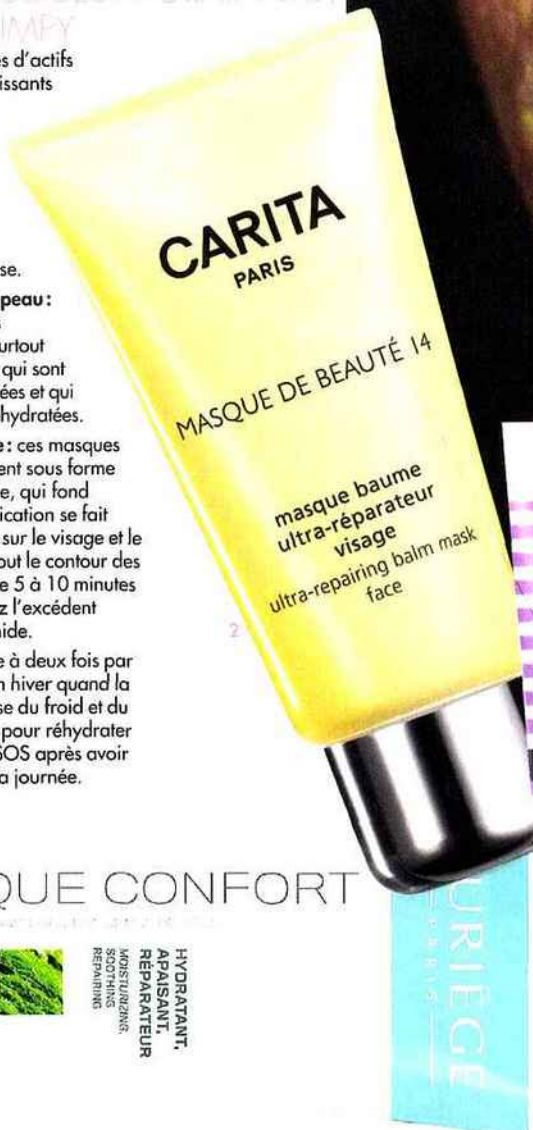 IMPY
s d'actifs
issants
se.
peau :
urtout
qui sont
ées et qui
hydratées.
e : ces masques
ent sous forme
e, qui fond
ication se fait
sur le visage et le
out le contour des
e 5 à 10 minutes
z l'excédent
ide.
e à deux fois par
n hiver quand la
se du froid et du
pour réhydrater
SOS après avoir
a journée.
CARITA
PARIS
MASQUE DE BEAUTÉ 14
masque baume
ultra-réparateur
visage
ultra-repairing balm mask
face
2
QUE CONFORT
HYDRATANT,
APAISANT,
RÉPARATEUR
MOISTURIZING,
SOOTHING
REPAIRING
URIÈGE
PARIS